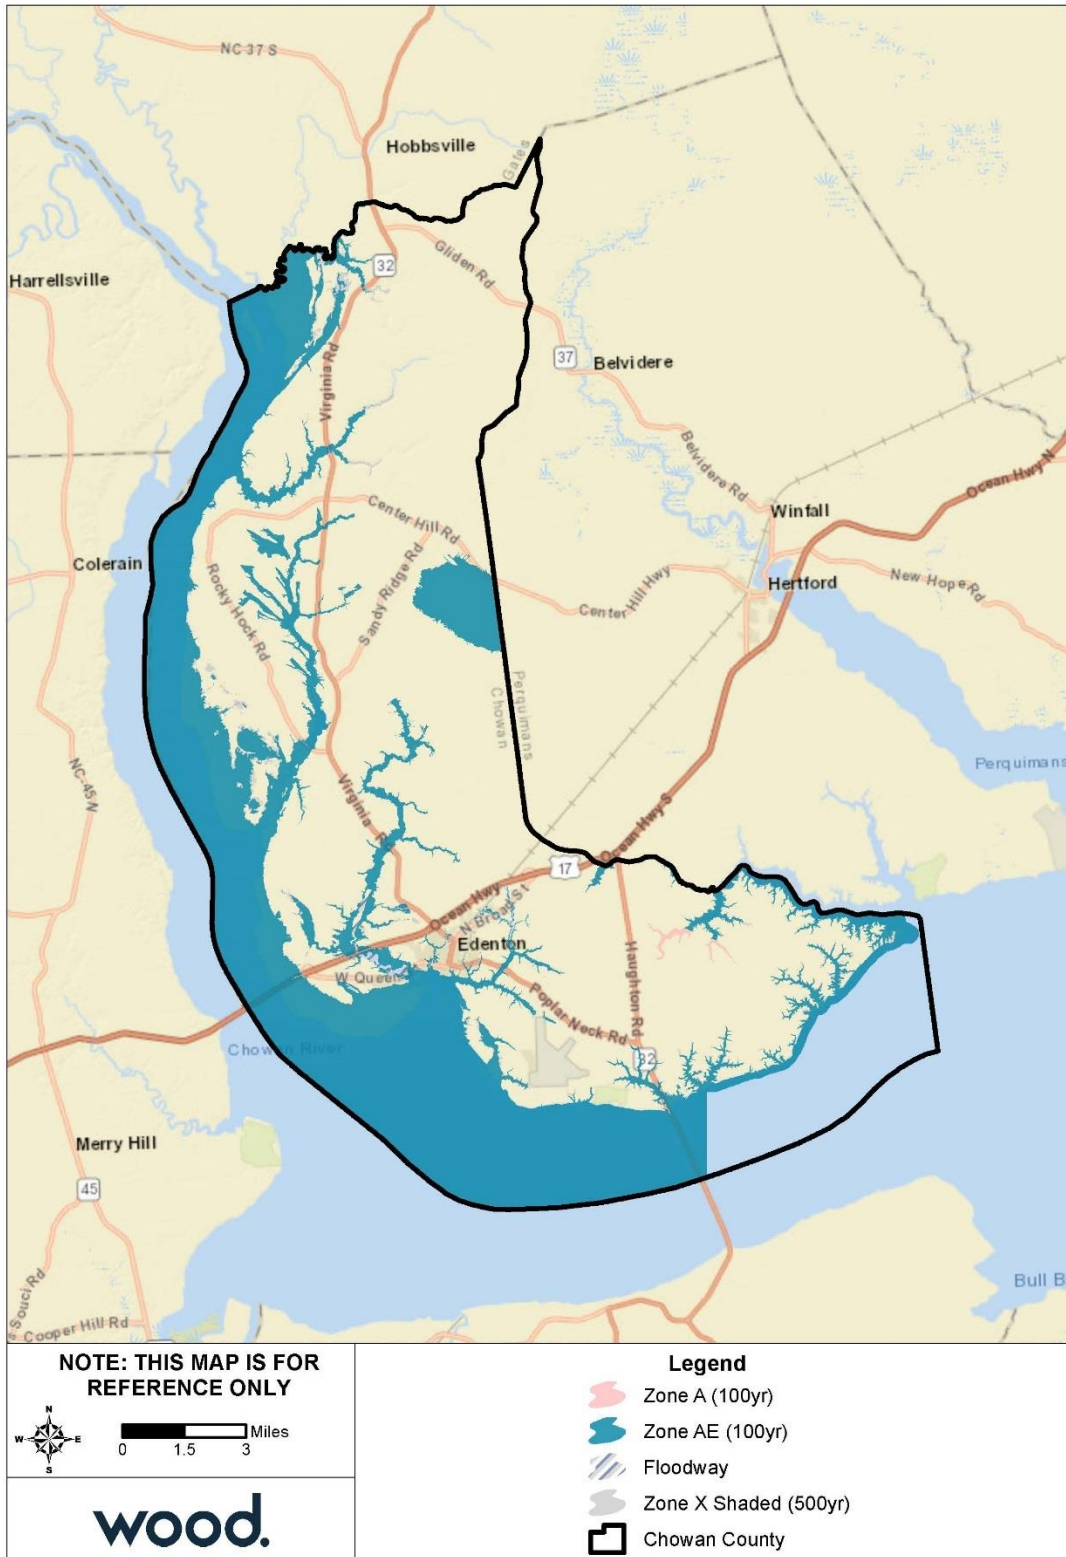 NC 37 S
Hobbsville
Gates
Harrellsville
32
Gliden Rd
37
Belvidere
Virginia Rd
Belvidere Rd
Ocean Hwy N
Winfall
Center Hill Rd
Colerain
Sandy Ridge Rd
Rocky Hock Rd
Hertford
New Hope Rd
Center Hill Hwy
Perquimans
Chowan
NC-45 N
Perquimans
Virginia Rd
Ocean Hwy S
17
Ocean Hwy
N Broad St
Edenton
W Queen
Haughton Rd
Poplar Neck Rd
Chowan River
32
Merry Hill
45
Souci Rd
Bull B
Cooper Hill Rd
NOTE: THIS MAP IS FOR
REFERENCE ONLY
N
W E
S
Miles
0 1.5 3
wood.
Legend
Zone A (100yr)
Zone AE (100yr)
Floodway
Zone X Shaded (500yr)
Chowan County